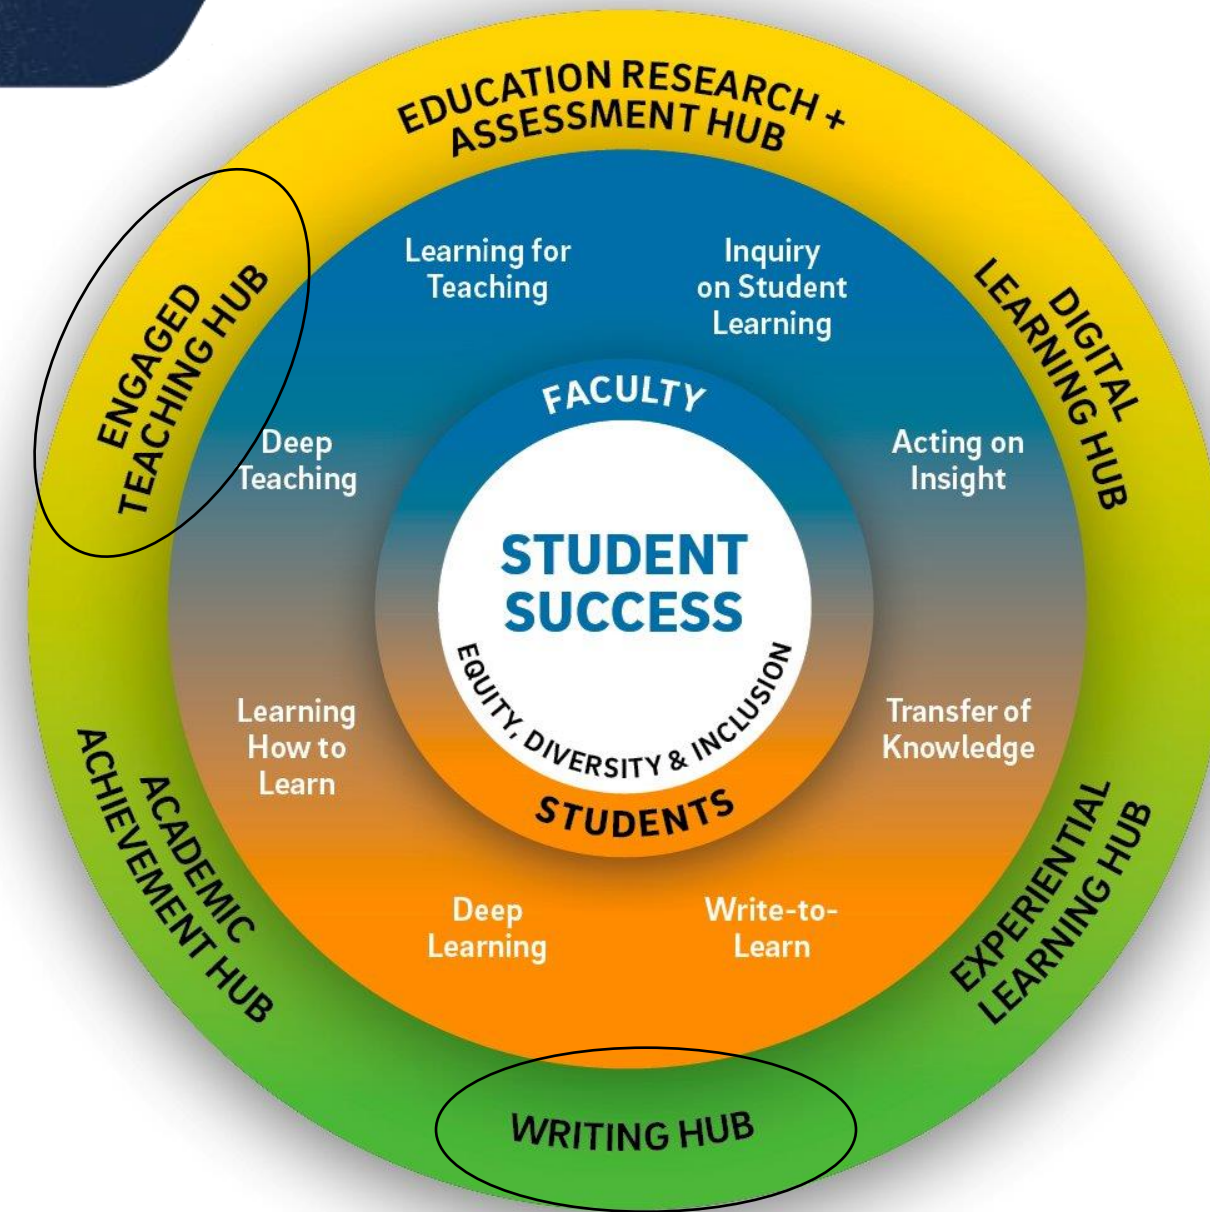 EDUCATION RESEARCH +
ASSESSMENT HUB
ENGAGED
TEACHING HUB
DIGITAL
LEARNING HUB
Learning for
Teaching
Inquiry
on Student
Learning
FACULTY
Deep
Teaching
Acting on
Insight
STUDENT
SUCCESS
EQUITY, DIVERSITY & INCLUSION
STUDENTS
Learning
How to
Learn
Transfer of
Knowledge
ACADEMIC
ACHIEVEMENT HUB
EXPERIENTIAL
LEARNING HUB
Deep
Learning
Write-to-
Learn
WRITING HUB